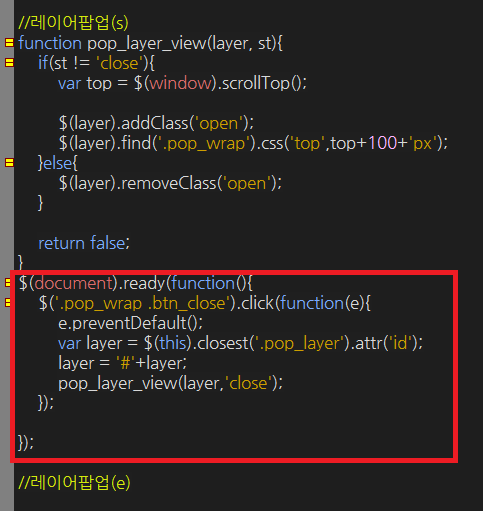 //레이어팝업(s)
function pop_layer_view(layer, st){
if(st != 'close'){
var top = $(window).scrollTop();
$(layer).addClass('open');
$(layer).find('.pop_wrap').css('top',top+100+'px');
}else{
$(layer).removeClass('open');
}
return false;
}
$(document).ready(function(){
$('.pop_wrap .btn_close').click(function(e){
e.preventDefault();
var layer = $(this).closest('.pop_layer').attr('id');
layer = '#'+layer;
pop_layer_view(layer,'close');
});
});
//레이어팝업(e)